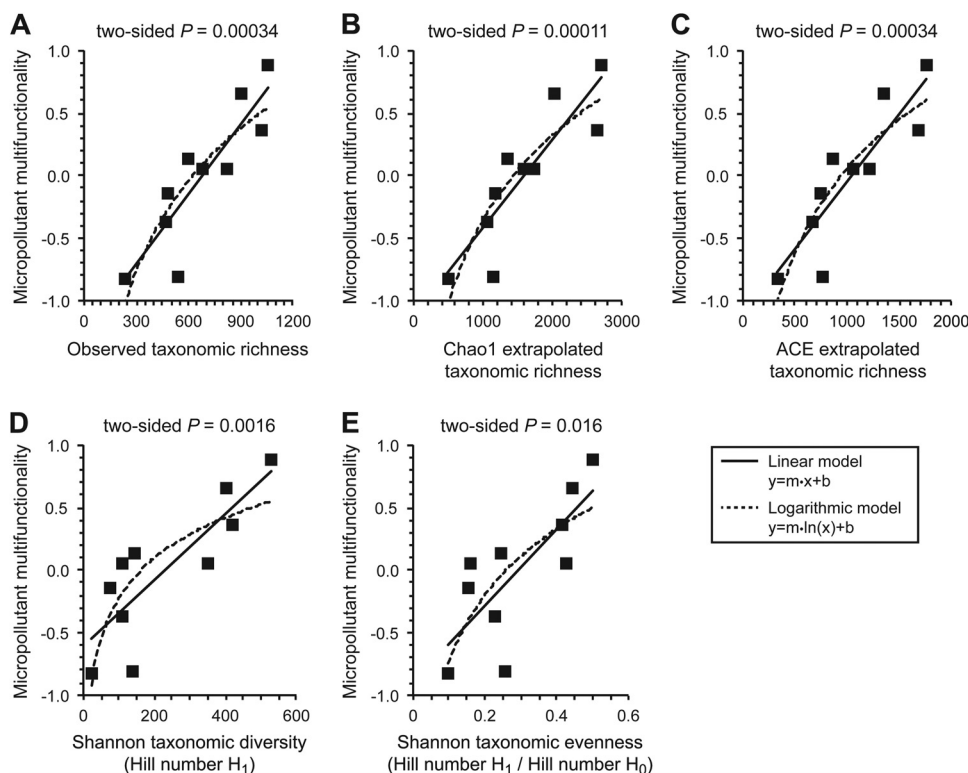 A
two-sided P = 0.00034
Micropollutant multifunctionality
1.0
0.5
0.0
-0.5
-1.0
0 300 600 900 1200
Observed taxonomic richness
B
two-sided P = 0.00011
Micropollutant multifunctionality
1.0
0.5
0.0
-0.5
-1.0
0 1000 2000 3000
Chao1 extrapolated
taxonomic richness
C
two-sided P = 0.00034
Micropollutant multifunctionality
1.0
0.5
0.0
-0.5
-1.0
0 500 1000 1500 2000
ACE extrapolated
taxonomic richness
D
two-sided P = 0.0016
Micropollutant multifunctionality
1.0
0.5
0.0
-0.5
-1.0
0 200 400 600
Shannon taxonomic diversity
(Hill number H₁)
E
two-sided P = 0.016
Micropollutant multifunctionality
1.0
0.5
0.0
-0.5
-1.0
0 0.2 0.4 0.6
Shannon taxonomic evenness
(Hill number H₁ / Hill number H₀)
Linear model
y=m•x+b
Logarithmic model
y=m•ln(x)+b